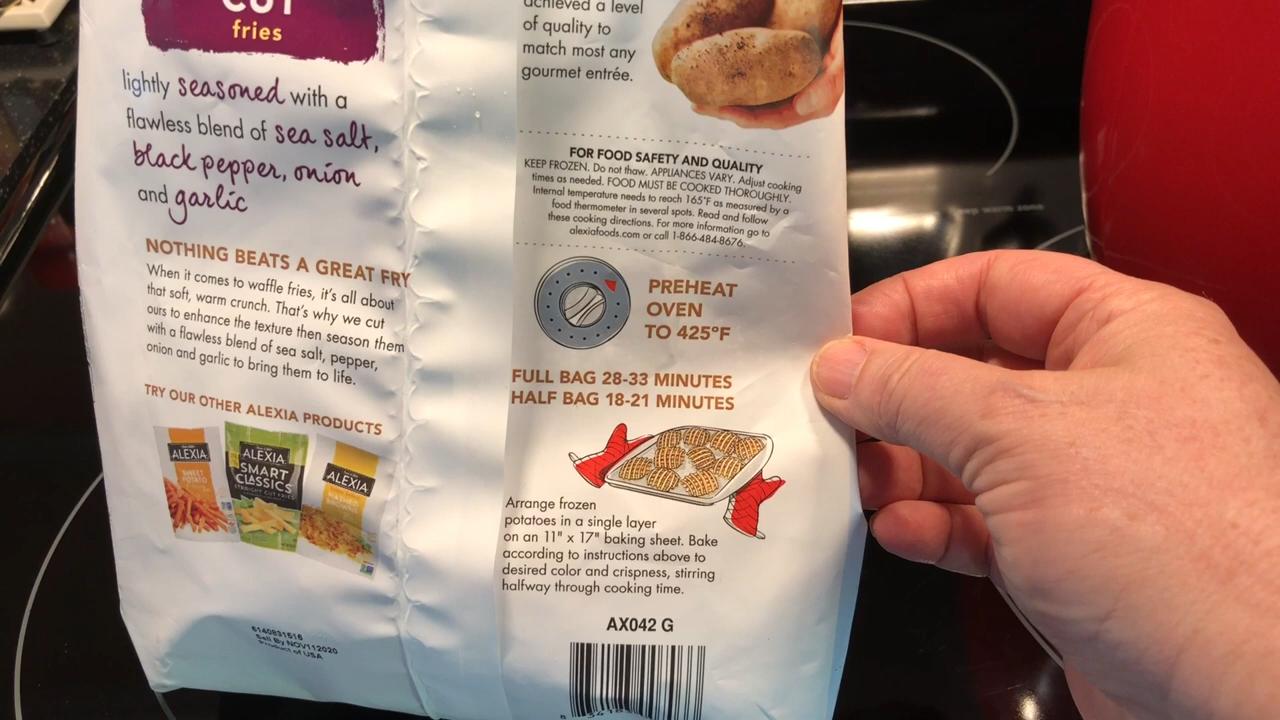 CUT
fries
lightly seasoned with a
flawless blend of sea salt,
black pepper, onion
and garlic
NOTHING BEATS A GREAT FRY
When it comes to waffle fries, it's all about
that soft, warm crunch. That's why we cut
ours to enhance the texture then season them
with a flawless blend of sea salt, pepper,
onion and garlic to bring them to life.
TRY OUR OTHER ALEXIA PRODUCTS
ALEXIA
SWEET
POTATO
ALEXIA
SMART
CLASSICS
STRAIGHT CUT FRIES
ALEXIA
6140831616
Sell By NOV112020
Product of USA
achieved a level
of quality to
match most any
gourmet entrée.
FOR FOOD SAFETY AND QUALITY
KEEP FROZEN. Do not thaw. APPLIANCES VARY. Adjust cooking
times as needed. FOOD MUST BE COOKED THOROUGHLY.
Internal temperature needs to reach 165°F as measured by a
food thermometer in several spots. Read and follow
these cooking directions. For more information go to
alexiafoods.com or call 1-866-484-8676.
PREHEAT
OVEN
TO 425°F
FULL BAG 28-33 MINUTES
HALF BAG 18-21 MINUTES
Arrange frozen
potatoes in a single layer
on an 11" x 17" baking sheet. Bake
according to instructions above to
desired color and crispness, stirring
halfway through cooking time.
AX042 G
warm zone